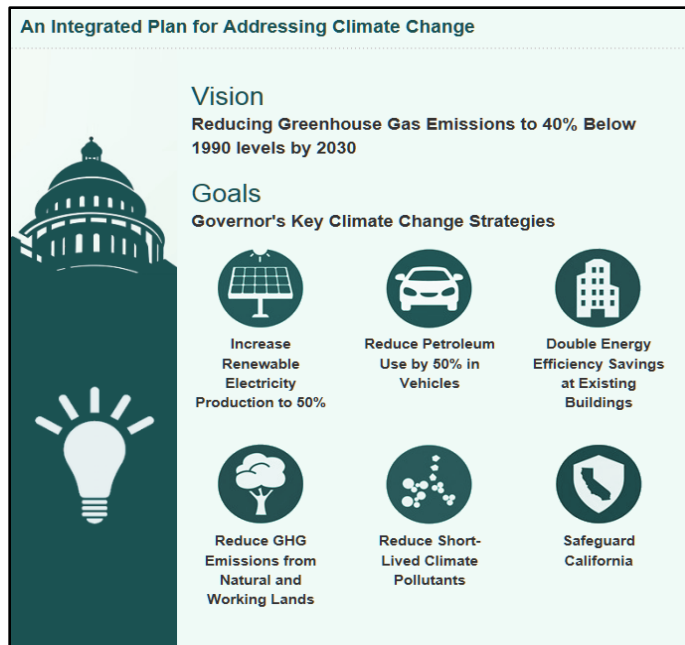 An Integrated Plan for Addressing Climate Change
Vision
Reducing Greenhouse Gas Emissions to 40% Below
1990 levels by 2030
Goals
Governor's Key Climate Change Strategies
Increase
Renewable
Electricity
Production to 50%
Reduce Petroleum
Use by 50% in
Vehicles
Double Energy
Efficiency Savings
at Existing
Buildings
Reduce GHG
Emissions from
Natural and
Working Lands
Reduce Short-
Lived Climate
Pollutants
Safeguard
California